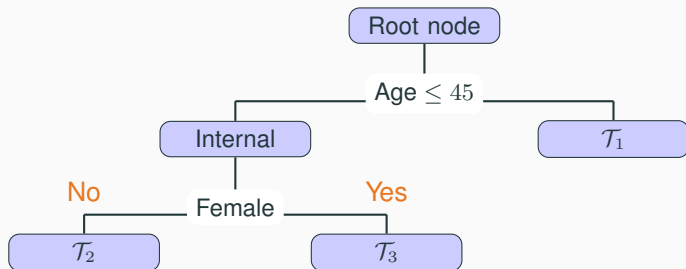 Root node
Age ≤ 45
Internal
𝒯₁
No
Yes
Female
𝒯₂
𝒯₃